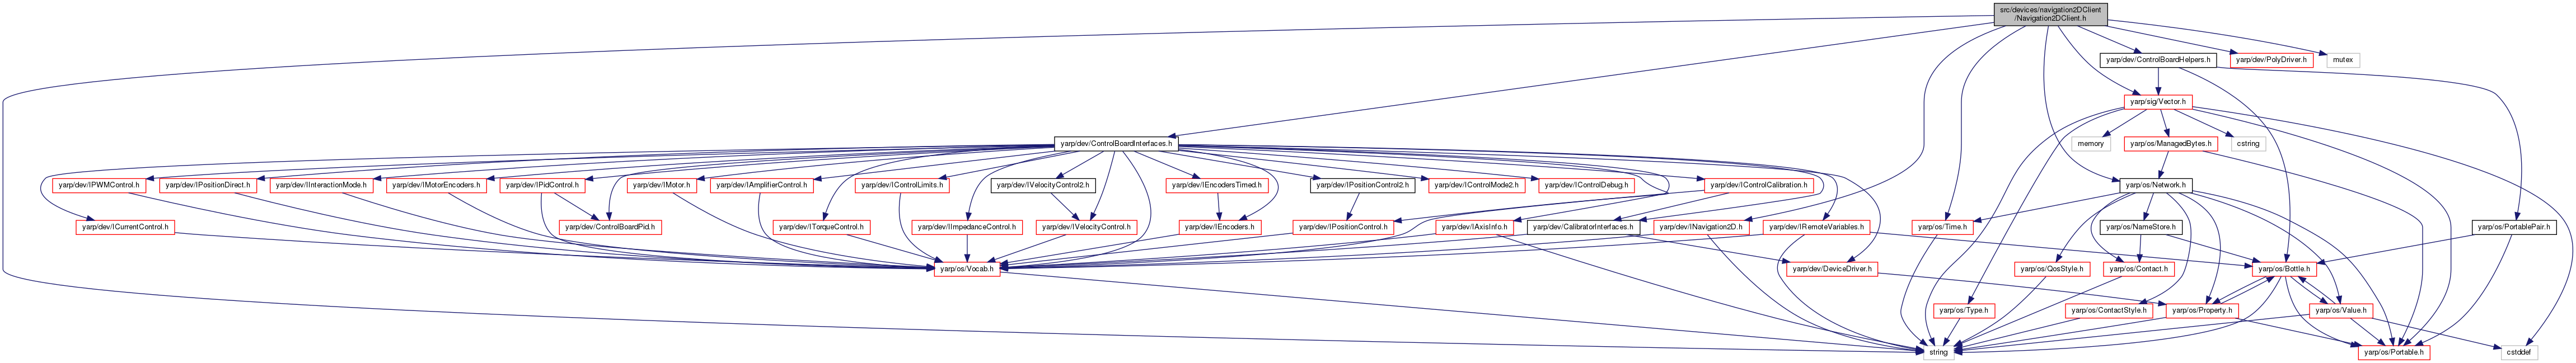 src/devices/navigation2DClient
/Navigation2DClient.h
yarp/dev/ControlBoardHelpers.h
yarp/dev/PolyDriver.h
mutex
yarp/sig/Vector.h
yarp/dev/ControlBoardInterfaces.h
memory
yarp/os/ManagedBytes.h
cstring
yarp/dev/IPWMControl.h
yarp/dev/IPositionDirect.h
yarp/dev/IInteractionMode.h
yarp/dev/IMotorEncoders.h
yarp/dev/IPidControl.h
yarp/dev/IMotor.h
yarp/dev/IAmplifierControl.h
yarp/dev/IControlLimits.h
yarp/dev/IVelocityControl2.h
yarp/dev/IEncodersTimed.h
yarp/dev/IPositionControl2.h
yarp/dev/IControlMode2.h
yarp/dev/IControlDebug.h
yarp/dev/IControlCalibration.h
yarp/os/Network.h
yarp/dev/ICurrentControl.h
yarp/dev/ControlBoardPid.h
yarp/dev/ITorqueControl.h
yarp/dev/IImpedanceControl.h
yarp/dev/IVelocityControl.h
yarp/dev/IEncoders.h
yarp/dev/IPositionControl.h
yarp/dev/IAxisInfo.h
yarp/dev/CalibratorInterfaces.h
yarp/dev/INavigation2D.h
yarp/dev/IRemoteVariables.h
yarp/os/Time.h
yarp/os/NameStore.h
yarp/os/PortablePair.h
yarp/os/Vocab.h
yarp/dev/DeviceDriver.h
yarp/os/QosStyle.h
yarp/os/Contact.h
yarp/os/Bottle.h
yarp/os/Type.h
yarp/os/ContactStyle.h
yarp/os/Property.h
yarp/os/Value.h
string
yarp/os/Portable.h
cstddef